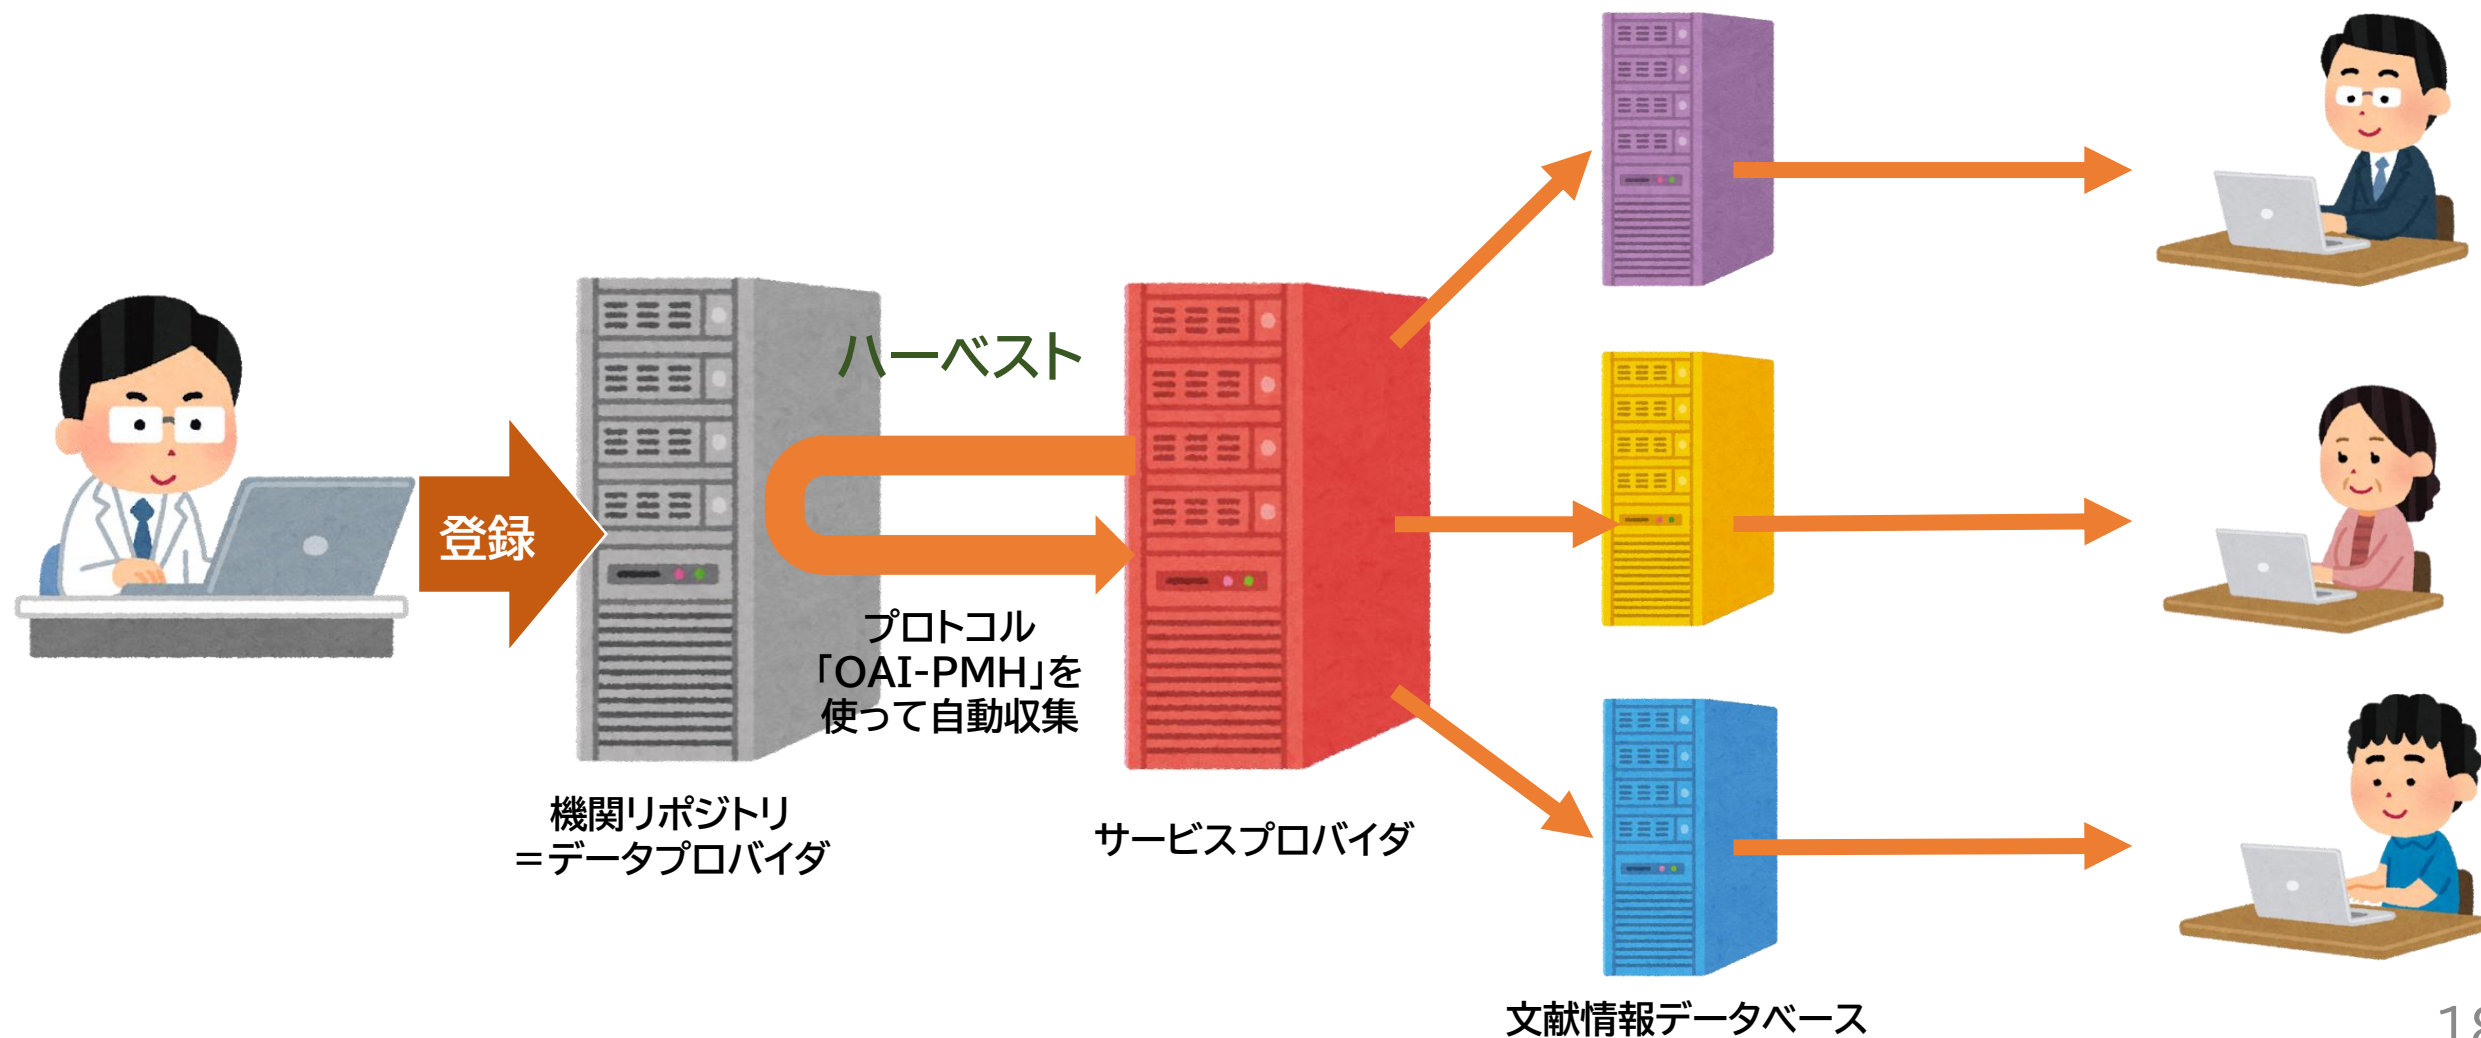 登録
ハーベスト
プロトコル
「OAI-PMH」を
使って自動収集
機関リポジトリ
＝データプロバイダ
サービスプロバイダ
文献情報データベース